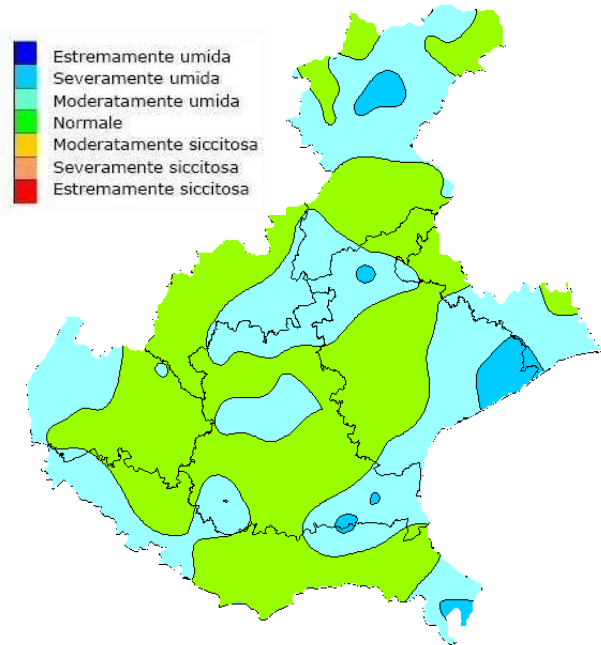 Estremamente umida
Severamente umida
Moderatamente umida
Normale
Moderatamente siccitosa
Severamente siccitosa
Estremamente siccitosa